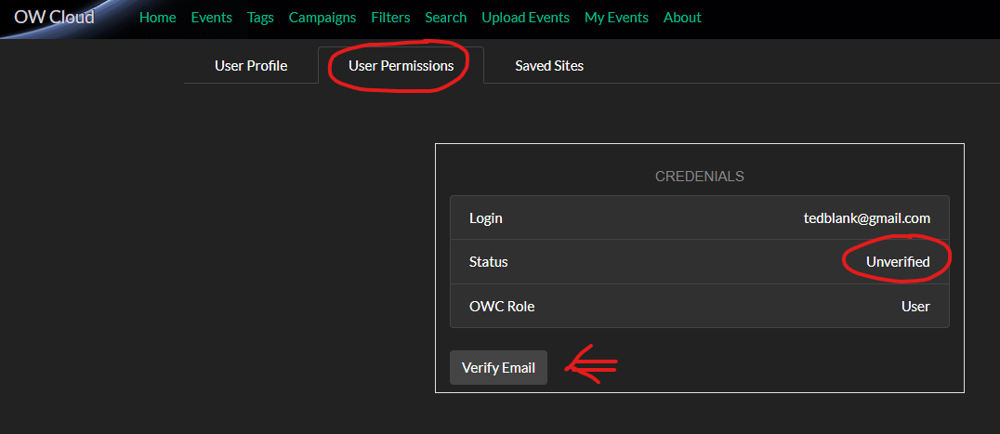 OW Cloud Home Events Tags Campaigns Filters Search Upload Events My Events About
User Profile User Permissions Saved Sites
CREDENIALS
Login tedblank@gmail.com
Status Unverified
OWC Role User
Verify Email